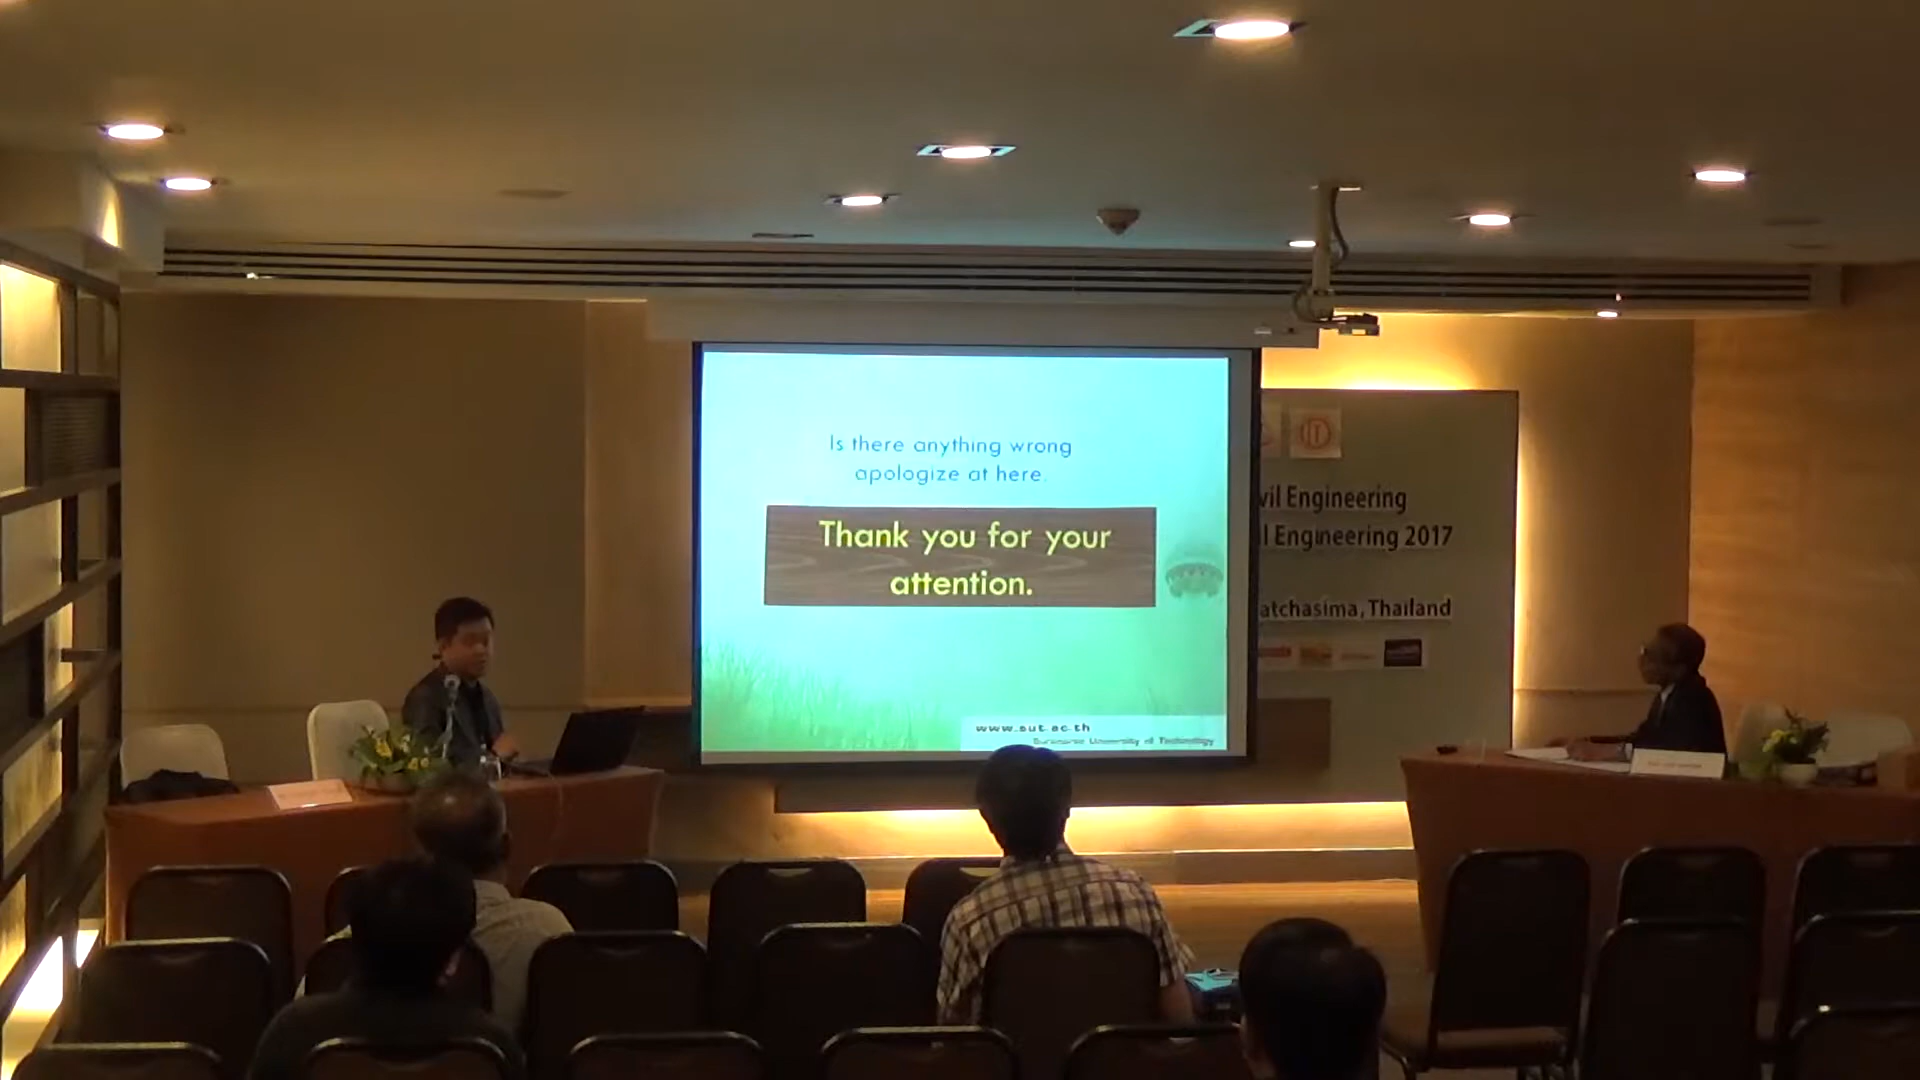 Is there anything wrong
apologize at here.
Thank you for your
attention.
www.sut.ac.th
Suranaree University of Technology
vil Engineering
l Engineering 2017
atchasima, Thailand